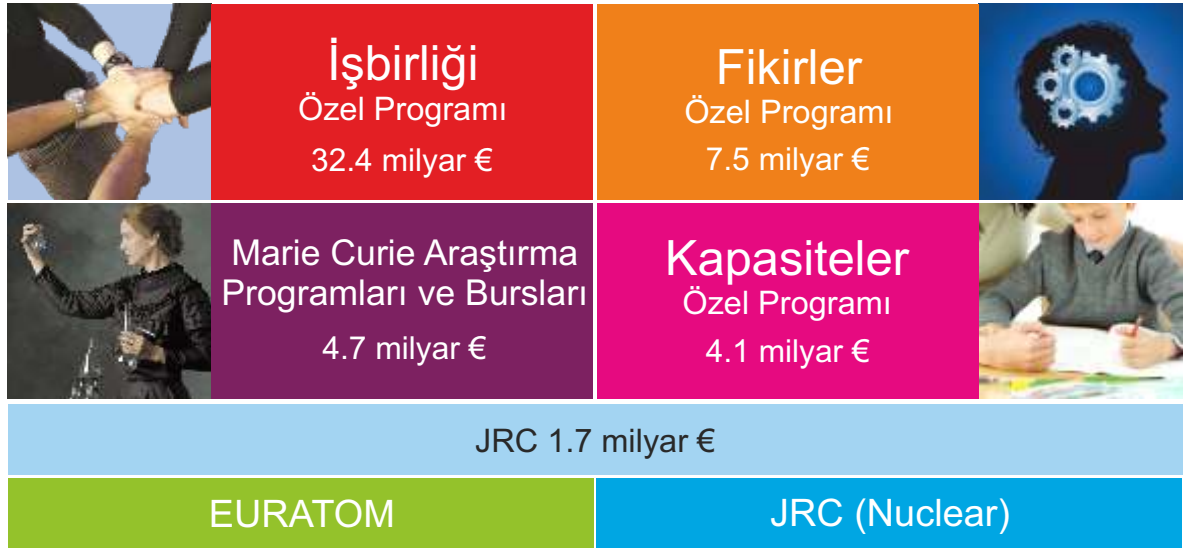 İşbirliği
Özel Programı
32.4 milyar €
Fikirler
Özel Programı
7.5 milyar €
Marie Curie Araştırma
Programları ve Bursları
4.7 milyar €
Kapasiteler
Özel Programı
4.1 milyar €
JRC 1.7 milyar €
EURATOM
JRC (Nuclear)